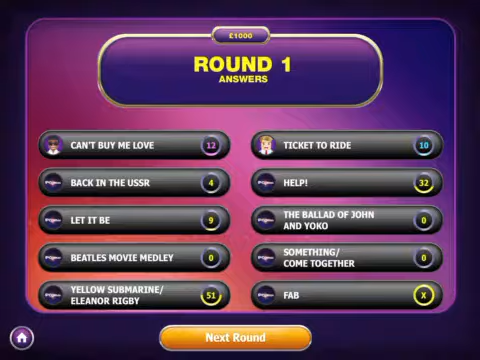 £1000
ROUND 1
ANSWERS
CAN'T BUY ME LOVE 12
TICKET TO RIDE 10
BACK IN THE USSR 4
HELP! 32
LET IT BE 9
THE BALLAD OF JOHN
AND YOKO 0
BEATLES MOVIE MEDLEY 0
SOMETHING/
COME TOGETHER 0
YELLOW SUBMARINE/
ELEANOR RIGBY 51
FAB X
Next Round